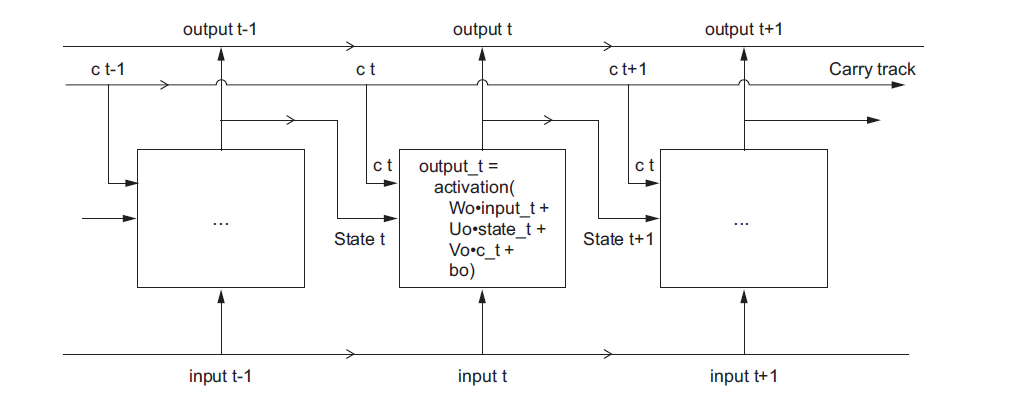 output t-1
output t
output t+1
c t-1
c t
c t+1
Carry track
...
c t
output_t =
activation(
Wo•input_t +
Uo•state_t +
Vo•c_t +
bo)
c t
...
State t
State t+1
input t-1
input t
input t+1